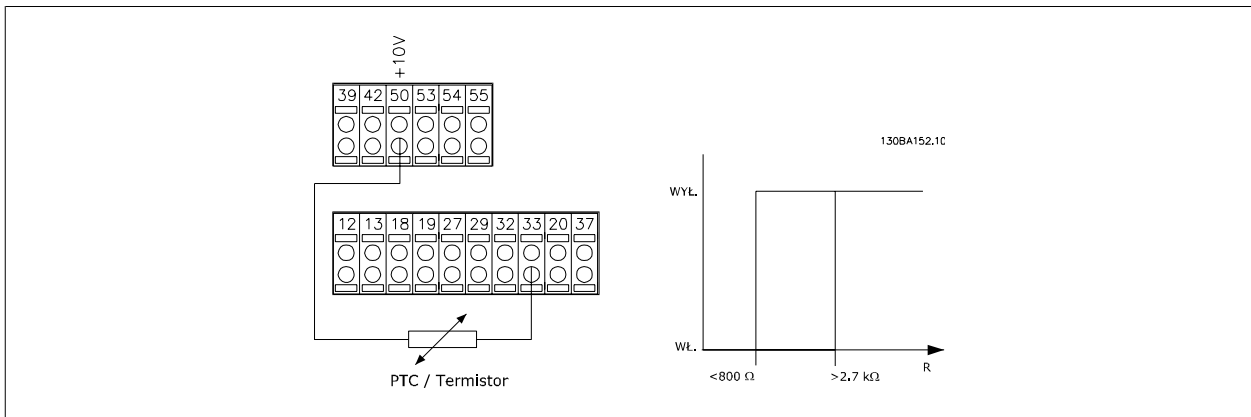 +10V
39 42 50 53 54 55
130BA152.10
WYŁ.
12 13 18 19 27 29 32 33 20 37
WŁ.
<800 Ω >2.7 kΩ R
PTC / Termistor